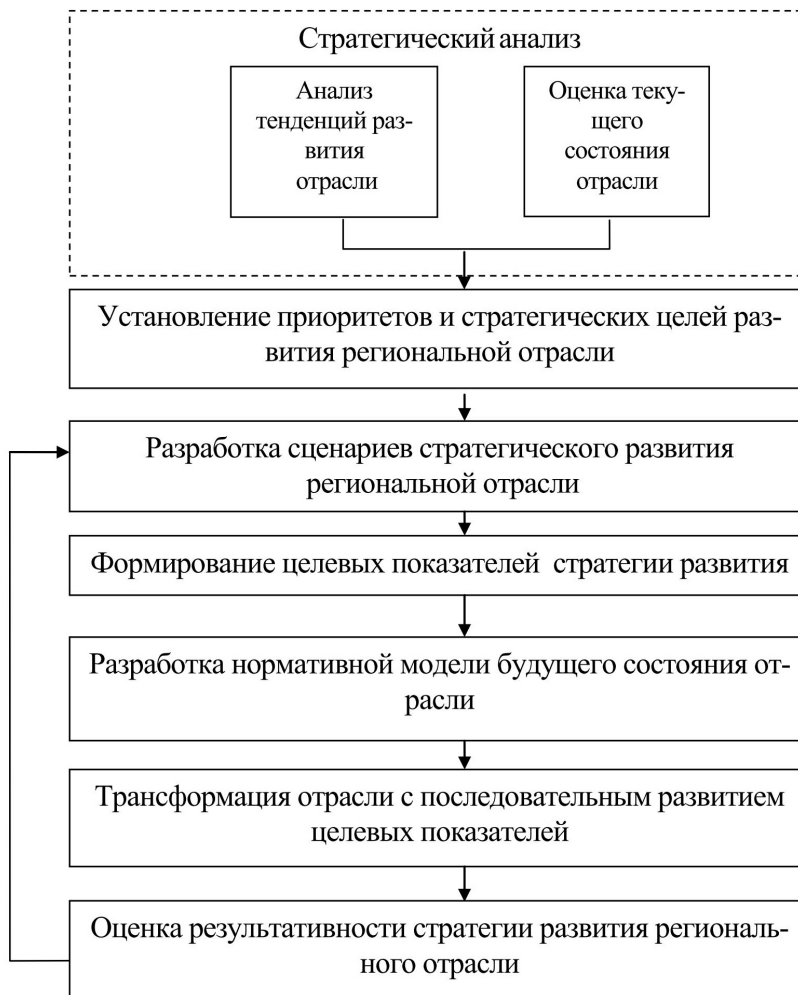 Стратегический анализ
Анализ
тенденций раз-
вития
отрасли
Оценка теку-
щего
состояния
отрасли
Установление приоритетов и стратегических целей раз-
вития региональной отрасли
Разработка сценариев стратегического развития
региональной отрасли
Формирование целевых показателей стратегии развития
Разработка нормативной модели будущего состояния от-
расли
Трансформация отрасли с последовательным развитием
целевых показателей
Оценка результативности стратегии развития региональ-
ного отрасли